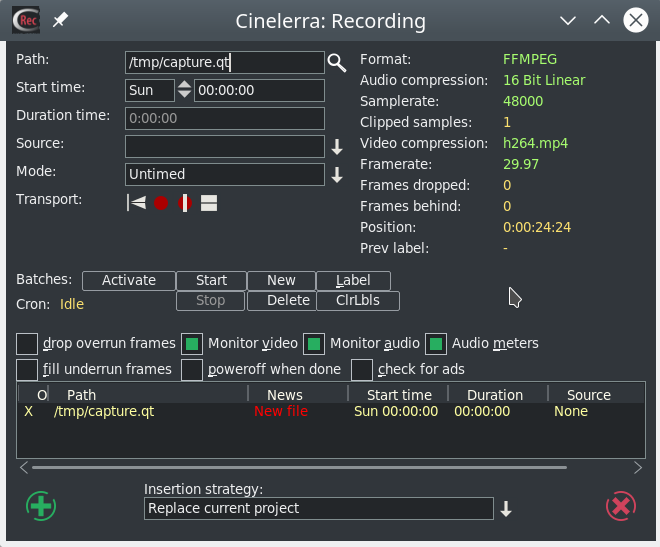 Rec
Cinelerra: Recording
Path: /tmp/capture.qt
Start time: Sun 00:00:00
Duration time: 0:00:00
Source:
Mode: Untimed
Transport:
Format: FFMPEG
Audio compression: 16 Bit Linear
Samplerate: 48000
Clipped samples: 1
Video compression: h264.mp4
Framerate: 29.97
Frames dropped: 0
Frames behind: 0
Position: 0:00:24:24
Prev label: -
Batches: Activate Start New Label
Cron: Idle Stop Delete ClrLbls
drop overrun frames Monitor video Monitor audio Audio meters
fill underrun frames poweroff when done check for ads
O Path News Start time Duration Source
X /tmp/capture.qt New file Sun 00:00:00 00:00:00 None
Insertion strategy:
Replace current project